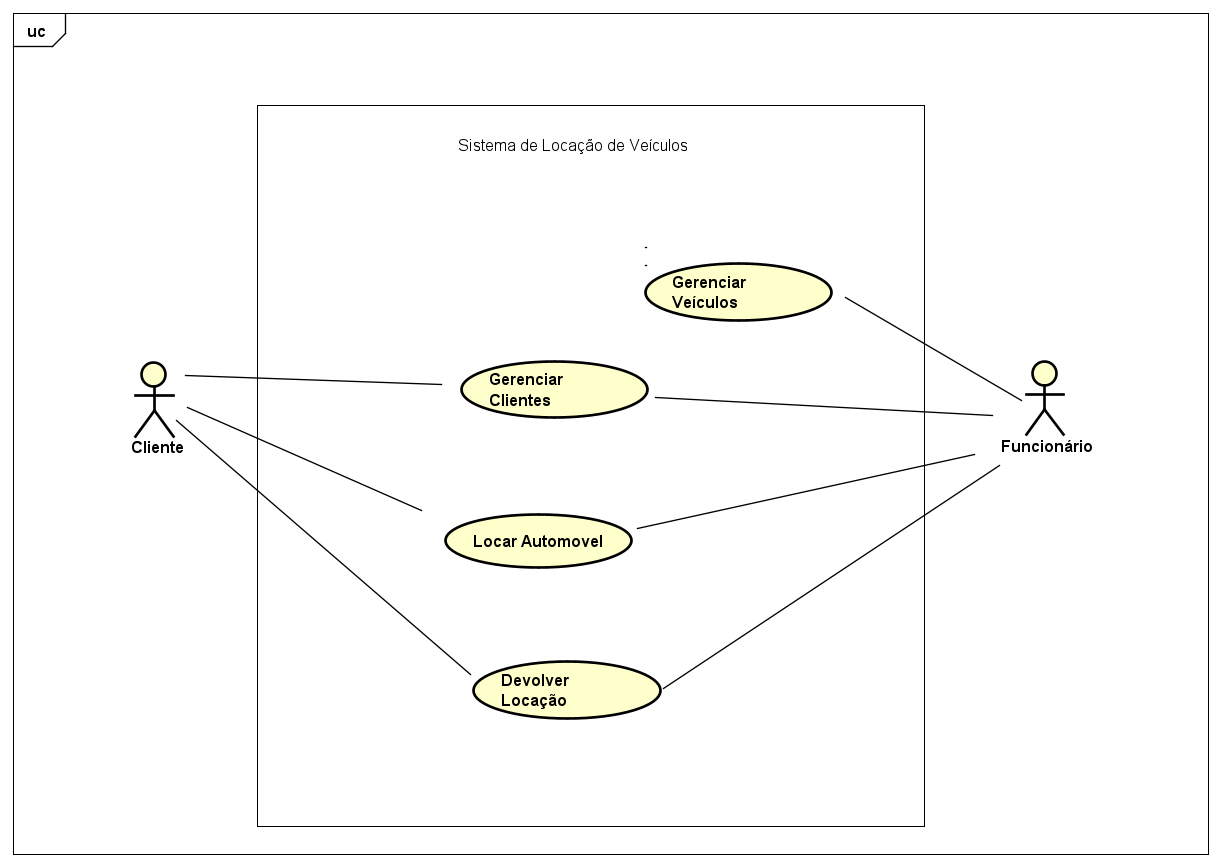 uc
Sistema de Locação de Veículos
Gerenciar
Veículos
Gerenciar
Clientes
Cliente
Funcionário
Locar Automovel
Devolver
Locação